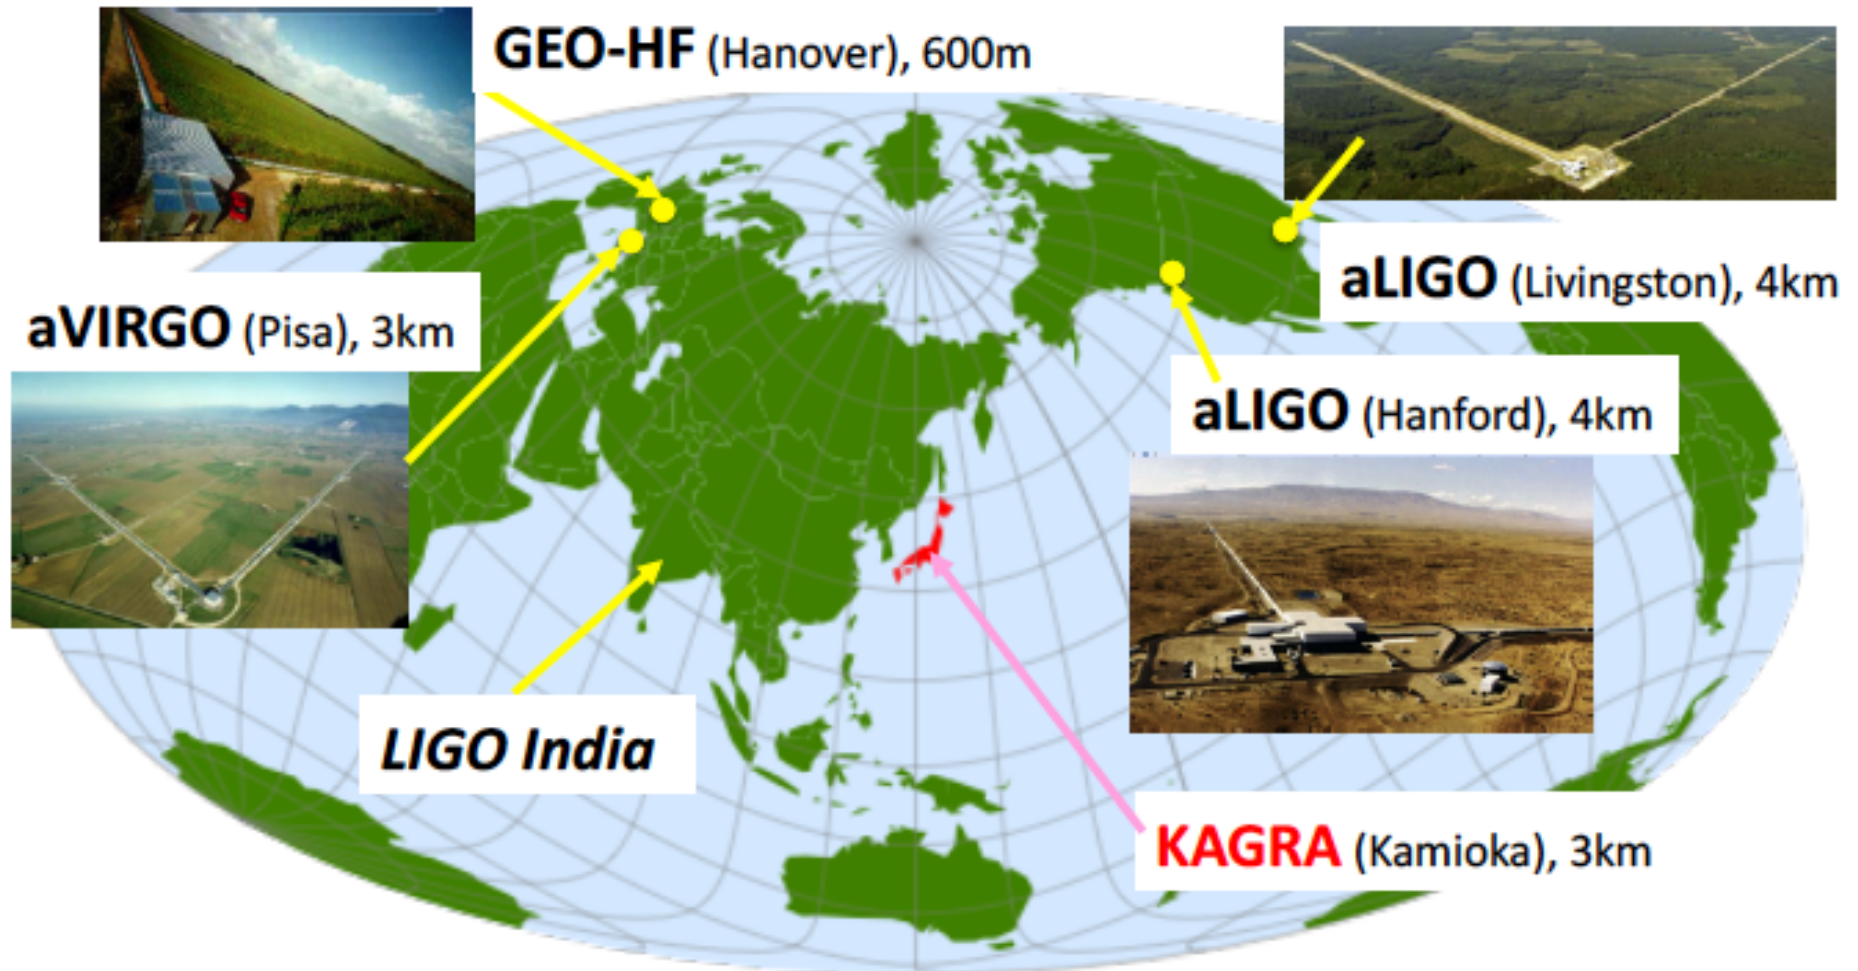 GEO-HF (Hanover), 600m
aLIGO (Livingston), 4km
aVIRGO (Pisa), 3km
aLIGO (Hanford), 4km
LIGO India
KAGRA (Kamioka), 3km